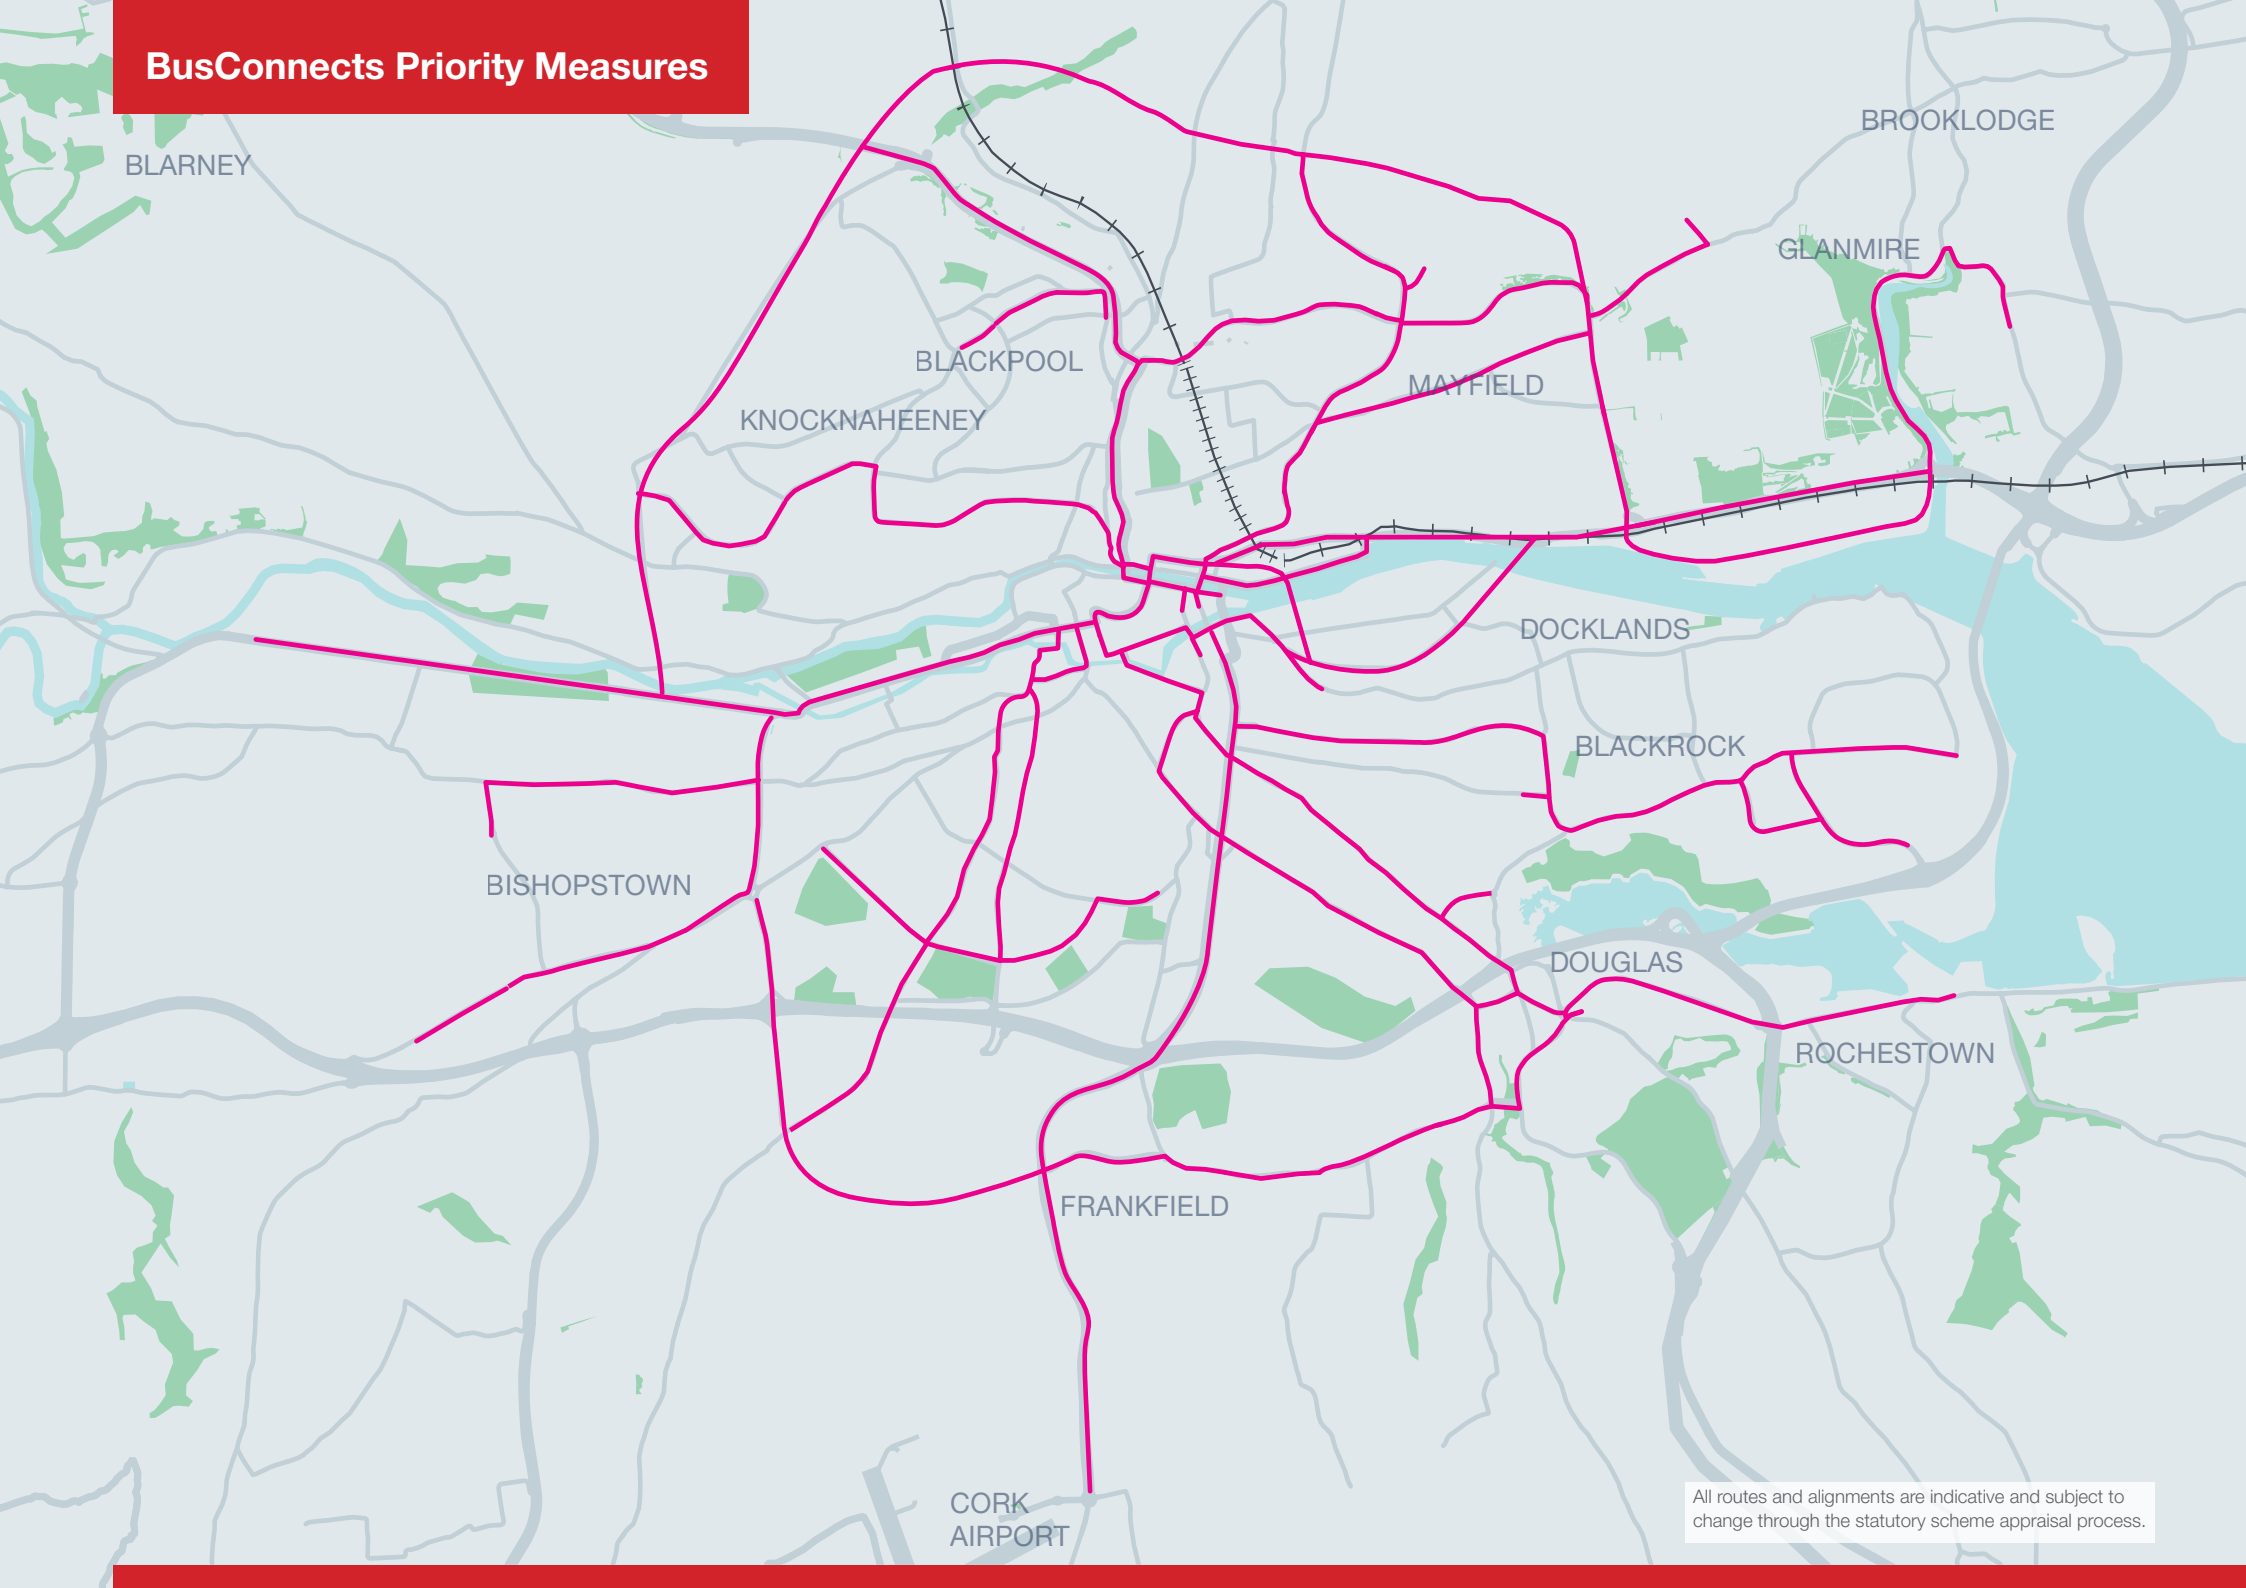 BusConnects Priority Measures
BROOKLODGE
BLARNEY
GLANMIRE
BLACKPOOL
MAYFIELD
KNOCKNAHEENEY
DOCKLANDS
BLACKROCK
BISHOPSTOWN
DOUGLAS
ROCHESTOWN
FRANKFIELD
CORK
AIRPORT
All routes and alignments are indicative and subject to
change through the statutory scheme appraisal process.